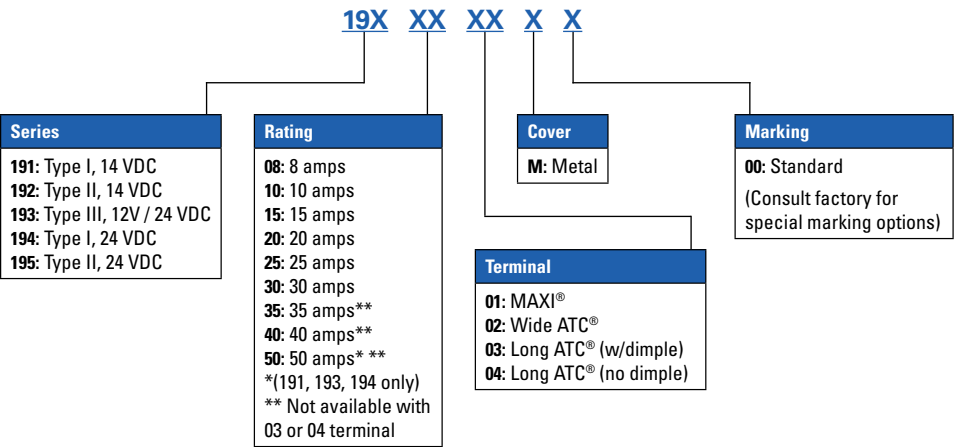 19X XX XX X X
Series
191: Type I, 14 VDC
192: Type II, 14 VDC
193: Type III, 12V / 24 VDC
194: Type I, 24 VDC
195: Type II, 24 VDC
Rating
08: 8 amps
10: 10 amps
15: 15 amps
20: 20 amps
25: 25 amps
30: 30 amps
35: 35 amps**
40: 40 amps**
50: 50 amps* **
*(191, 193, 194 only)
** Not available with
03 or 04 terminal
Cover
M: Metal
Terminal
01: MAXI®
02: Wide ATC®
03: Long ATC® (w/dimple)
04: Long ATC® (no dimple)
Marking
00: Standard
(Consult factory for
special marking options)